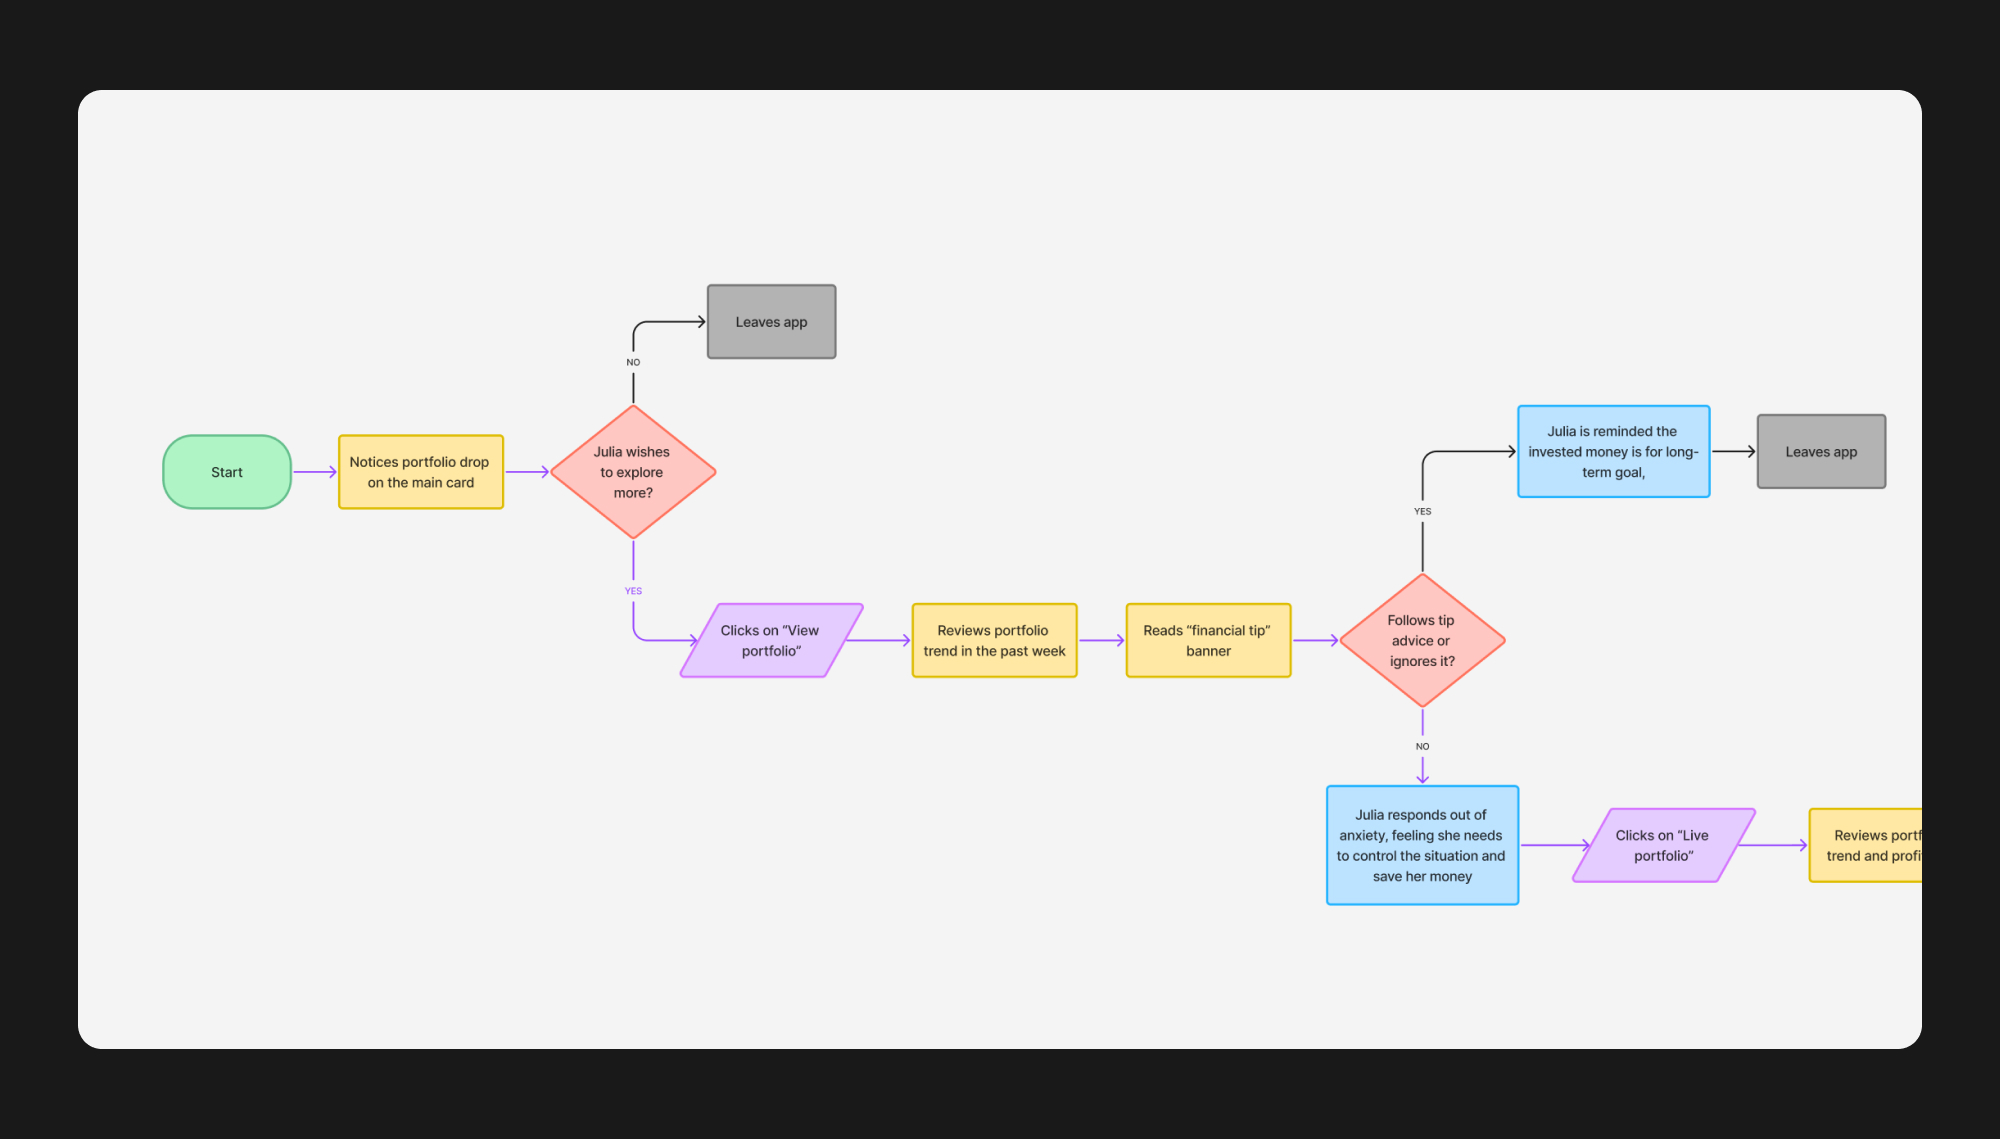 Leaves app
NO
Start
Notices portfolio drop
on the main card
Julia wishes
to explore
more?
YES
Clicks on “View
portfolio”
Reviews portfolio
trend in the past week
Reads “financial tip”
banner
Follows tip
advice or
ignores it?
YES
Julia is reminded the
invested money is for long-
term goal,
Leaves app
NO
Julia responds out of
anxiety, feeling she needs
to control the situation and
save her money
Clicks on “Live
portfolio”
Reviews
trend and